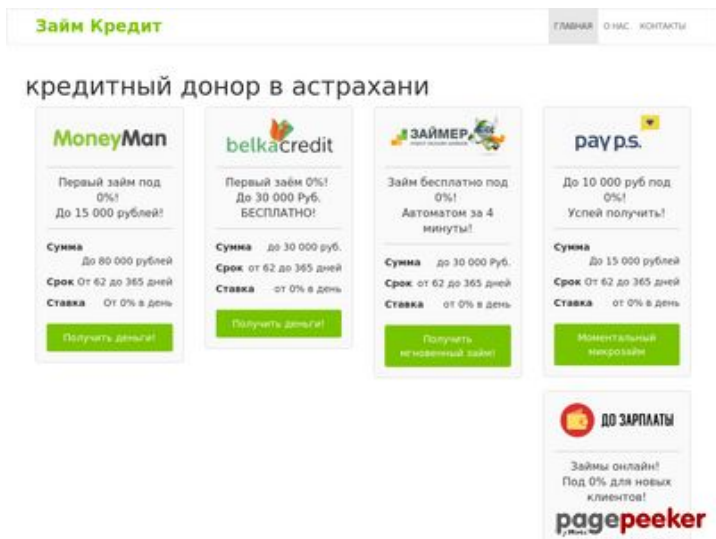 Займ Кредит
ГЛАВНАЯ О НАС. КОНТАКТЫ
кредитный донор в астрахани
MoneyMan
Первый займ под
0%!
До 15 000 рублей!
Сумма
До 80 000 рублей
Срок От 62 до 365 дней
Ставка От 0% в день
Получить деньги!
belkacredit
Первый заём 0%!
До 30 000 Руб.
БЕСПЛАТНО!
Сумма до 30 000 руб.
Срок от 62 до 365 дней
Ставка от 0% в день
Получить деньги!
ЗАЙМЕР
Займ бесплатно под
0%!
Автоматом за 4
минуты!
Сумма до 30 000 Руб.
Срок от 62 до 365 дней
Ставка от 0% в день
Получить
мгновенный займ!
pay p.s.
До 10 000 руб под
0%!
Успей получить!
Сумма
До 15 000 рублей
Срок От 62 до 365 дней
Ставка от 0% в день
Моментальный
микрозайм
ДО ЗАРПЛАТЫ
Займы онлайн!
Под 0% для новых
клиентов!
pagepeeker